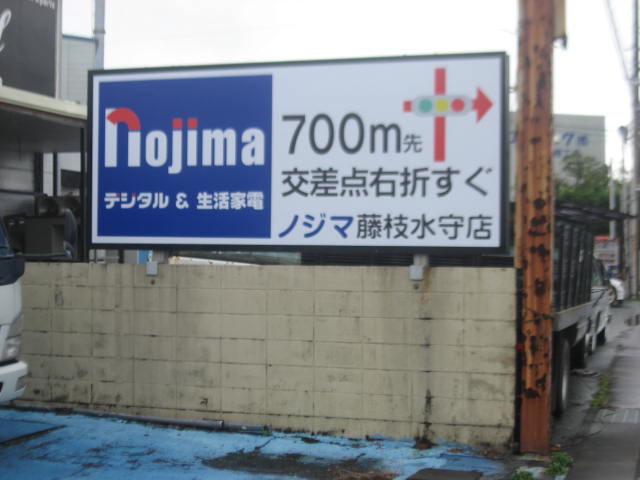 nojima
デジタル & 生活家電
700m先
交差点右折すぐ
ノジマ藤枝水守店